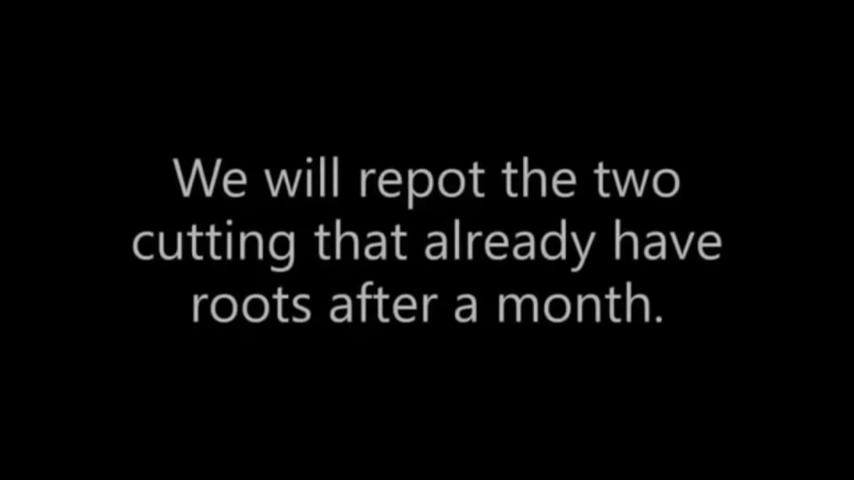 We will repot the two
cutting that already have
roots after a month.